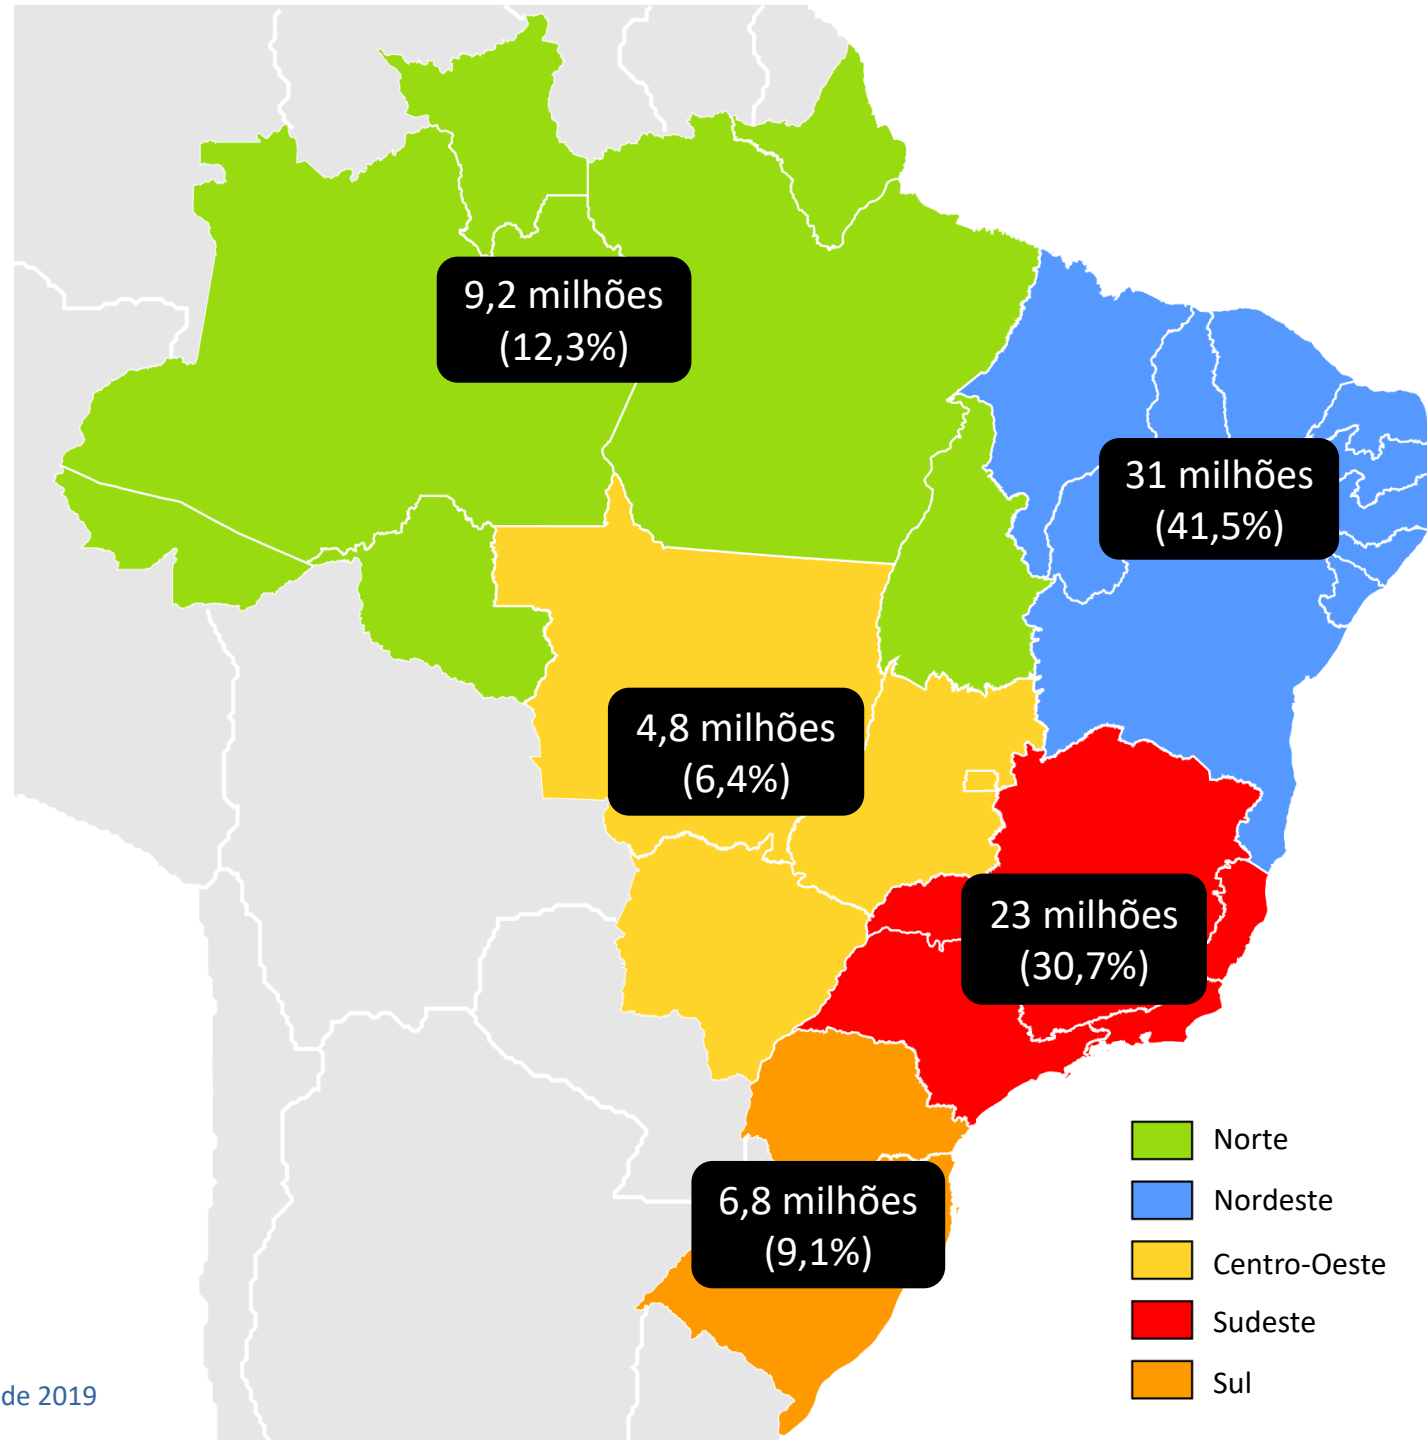 9,2 milhões
(12,3%)
31 milhões
(41,5%)
4,8 milhões
(6,4%)
23 milhões
(30,7%)
6,8 milhões
(9,1%)
Norte
Nordeste
Centro-Oeste
Sudeste
Sul
de 2019